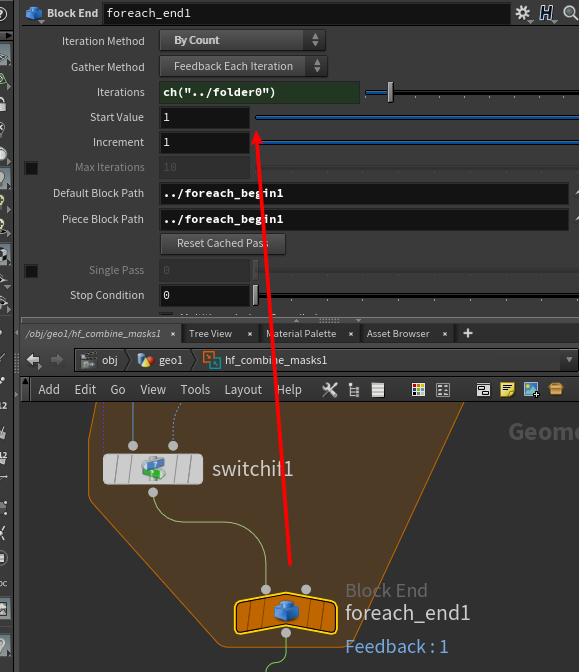 Block End foreach_end1
Iteration Method By Count
Gather Method Feedback Each Iteration
Iterations ch("../folder0")
Start Value 1
Increment 1
Max Iterations 10
Default Block Path ../foreach_begin1
Piece Block Path ../foreach_begin1
Reset Cached Pass
Single Pass 0
Stop Condition 0
/obj/geo1/hf_combine_masks1 × Tree View × Material Palette × Asset Browser × +
obj geo1 hf_combine_masks1
Add Edit Go View Tools Layout Help
Geome
switchif1
Block End
foreach_end1
Feedback : 1